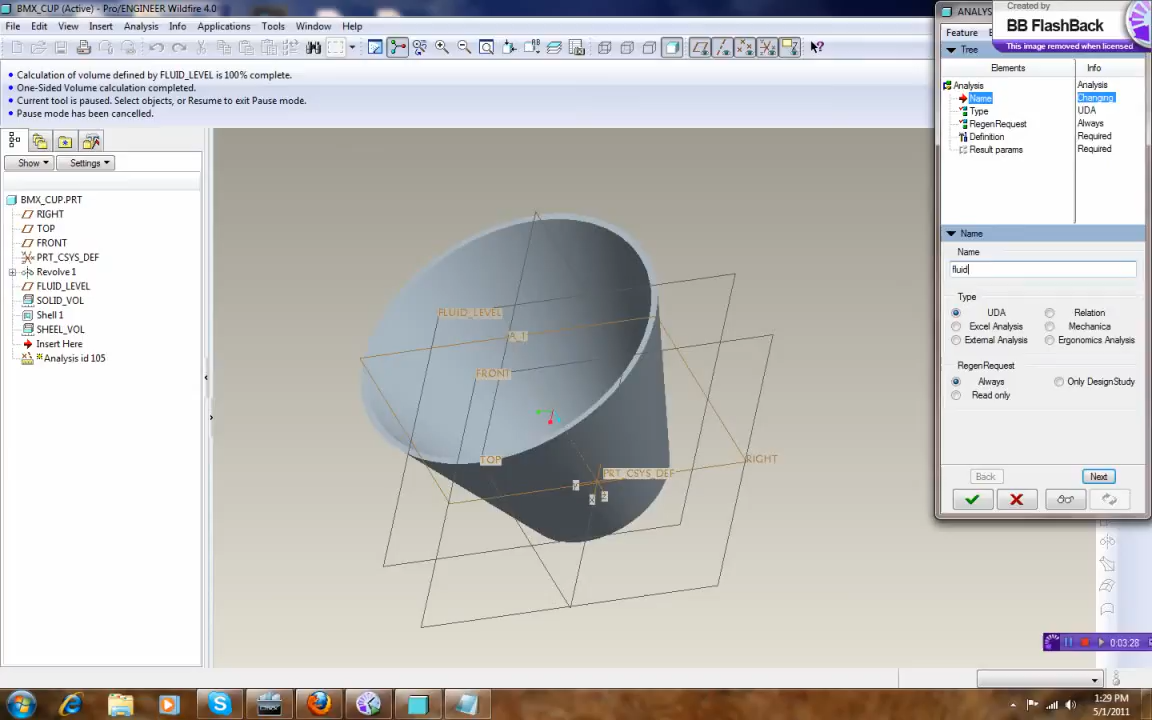 BMX_CUP (Active) - Pro/ENGINEER Wildfire 4.0
File Edit View Insert Analysis Info Applications Tools Window Help
Calculation of volume defined by FLUID_LEVEL is 100% complete.
One-Sided Volume calculation completed.
Current tool is paused. Select objects, or Resume to exit Pause mode.
Pause mode has been cancelled.
Show Settings
BMX_CUP.PRT
RIGHT
TOP
FRONT
PRT_CSYS_DEF
Revolve 1
FLUID_LEVEL
SOLID_VOL
Shell 1
SHEEL_VOL
Insert Here
Analysis id 105
FLUID_LEVEL
A_1
FRONT
TOP
PRT_CSYS_DEF
RIGHT
Y
X
Z
Created by
BB FlashBack
This image removed when licensed
ANALYS
Feature
Tree
Elements Info
Analysis Analysis
Name Changing
Type UDA
RegenRequest Always
Definition Required
Result params Required
Name
Name
fluid
Type
UDA Relation
Excel Analysis Mechanica
External Analysis Ergonomics Analysis
RegenRequest
Always Only DesignStudy
Read only
Back Next
0:03:28
1:29 PM
5/1/2011